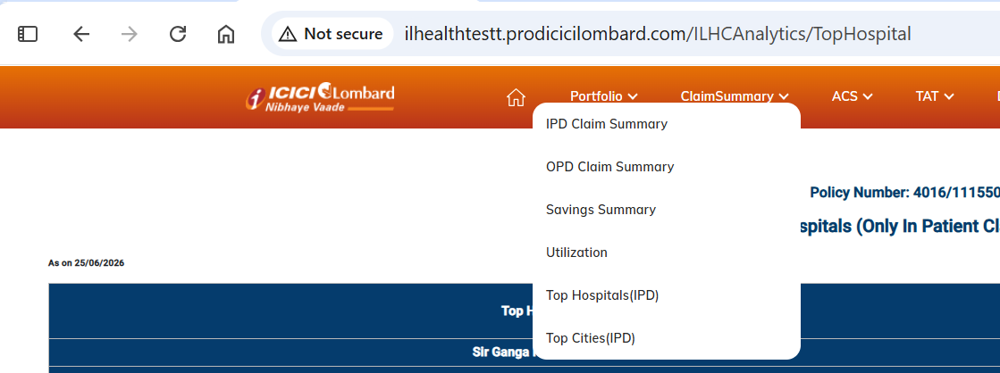 Not secure ilhealthtestt.prodicicilombard.com/ILHCAnalytics/TopHospital
ICICI Lombard
Nibhaye Vaade
Portfolio ClaimSummary ACS TAT
IPD Claim Summary
OPD Claim Summary
Policy Number: 4016/111550
Savings Summary
spitals (Only In Patient Cl
Utilization
As on 25/06/2026
Top Hospitals(IPD)
Top H
Top Cities(IPD)
Sir Ganga